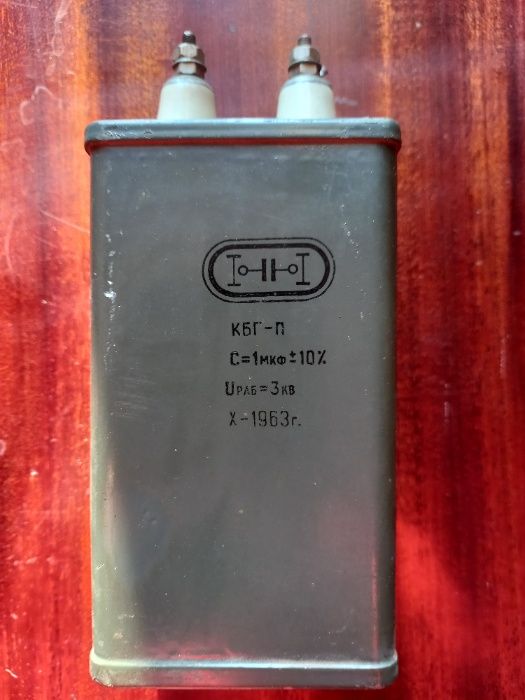 КБГ-П
C=1мкф±10%
Uраб=3кв
X-1963г.